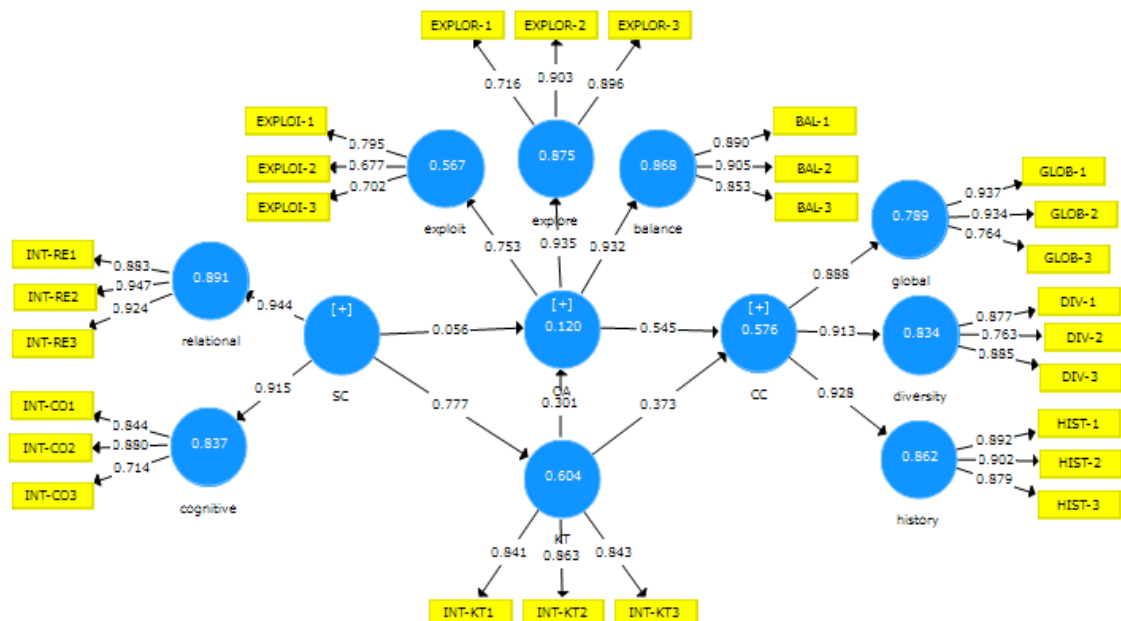 EXPLOR-1 EXPLOR-2 EXPLOR-3
0.716 0.903 0.896
EXPLOI-1
EXPLOI-2
EXPLOI-3
0.795
0.677
0.702
0.567
exploit
0.875
explore
0.868
balance
0.890
0.905
0.853
BAL-1
BAL-2
BAL-3
0.753 0.935 0.932
INT-RE1
INT-RE2
INT-RE3
0.883
0.947
0.924
0.891
relational
0.944
[+]
SC
0.056
[+]
0.120
OA
0.545
[+]
0.576
CC
0.888
0.913
0.928
0.789
global
0.937
0.934
0.764
GLOB-1
GLOB-2
GLOB-3
0.834
diversity
0.877
0.763
0.885
DIV-1
DIV-2
DIV-3
0.862
history
0.892
0.902
0.879
HIST-1
HIST-2
HIST-3
0.915
INT-CO1
INT-CO2
INT-CO3
0.844
0.880
0.714
0.837
cognitive
0.777
0.301
0.373
0.604
KT
0.841 0.863 0.843
INT-KT1 INT-KT2 INT-KT3